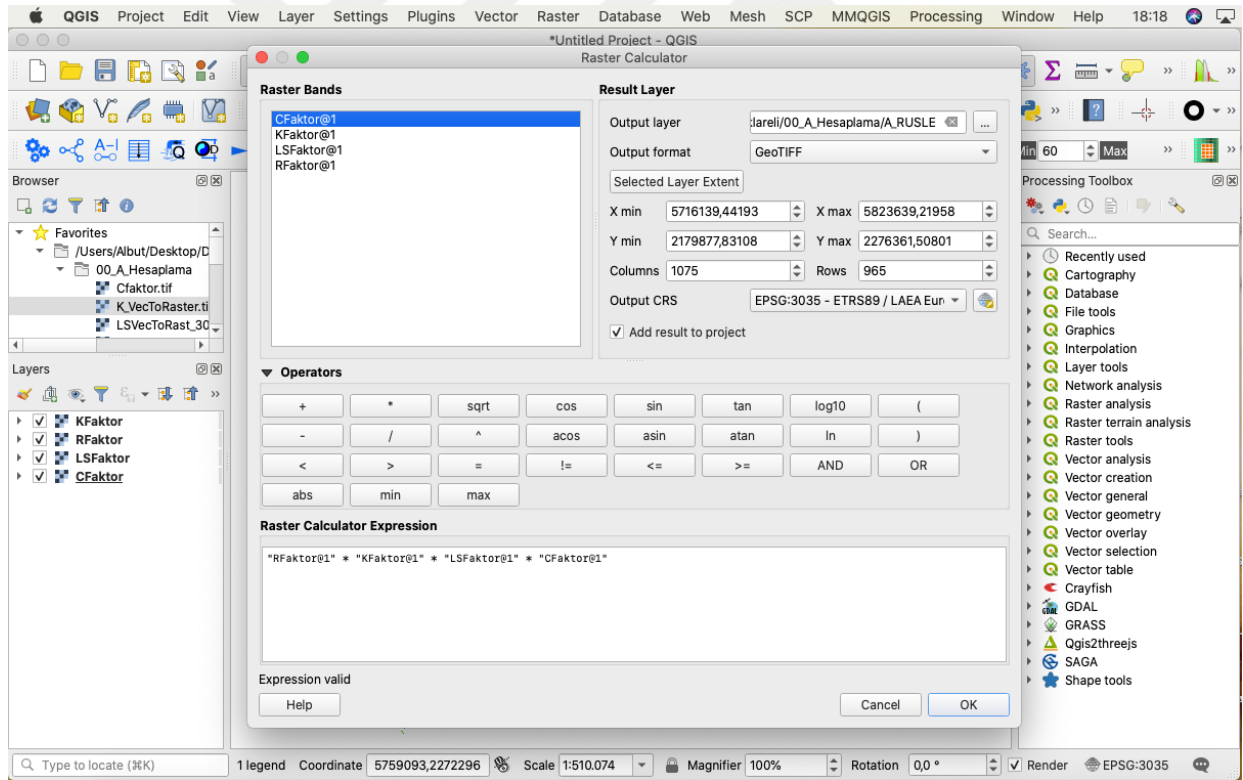 QGIS Project Edit View Layer Settings Plugins Vector Raster Database Web Mesh SCP MMQGIS Processing Window Help 18:18
*Untitled Project - QGIS
Raster Calculator
Raster Bands
CFaktor@1
KFaktor@1
LSFaktor@1
RFaktor@1
Result Layer
Output layer :lareli/00_A_Hesaplama/A_RUSLE ...
Output format GeoTIFF
Selected Layer Extent
X min 5716139,44193 X max 5823639,21958
Y min 2179877,83108 Y max 2276361,50801
Columns 1075 Rows 965
Output CRS EPSG:3035 - ETRS89 / LAEA Eur
Add result to project
Operators
+ * sqrt cos sin tan log10 (
- / ^ acos asin atan ln )
< > = != <= >= AND OR
abs min max
Raster Calculator Expression
"RFaktor@1" * "KFaktor@1" * "LSFaktor@1" * "CFaktor@1"
Expression valid
Help Cancel OK
Browser
Favorites
/Users/Albut/Desktop/D
00_A_Hesaplama
Cfaktor.tif
K_VecToRaster.ti
LSVecToRast_30
Layers
KFaktor
RFaktor
LSFaktor
CFaktor
Min 60 Max
Processing Toolbox
Search...
Recently used
Cartography
Database
File tools
Graphics
Interpolation
Layer tools
Network analysis
Raster analysis
Raster terrain analysis
Raster tools
Vector analysis
Vector creation
Vector general
Vector geometry
Vector overlay
Vector selection
Vector table
Crayfish
GDAL
GRASS
Qgis2threejs
SAGA
Shape tools
Type to locate (⌘K) 1 legend Coordinate 5759093,2272296 Scale 1:510.074 Magnifier 100% Rotation 0,0 ° Render EPSG:3035